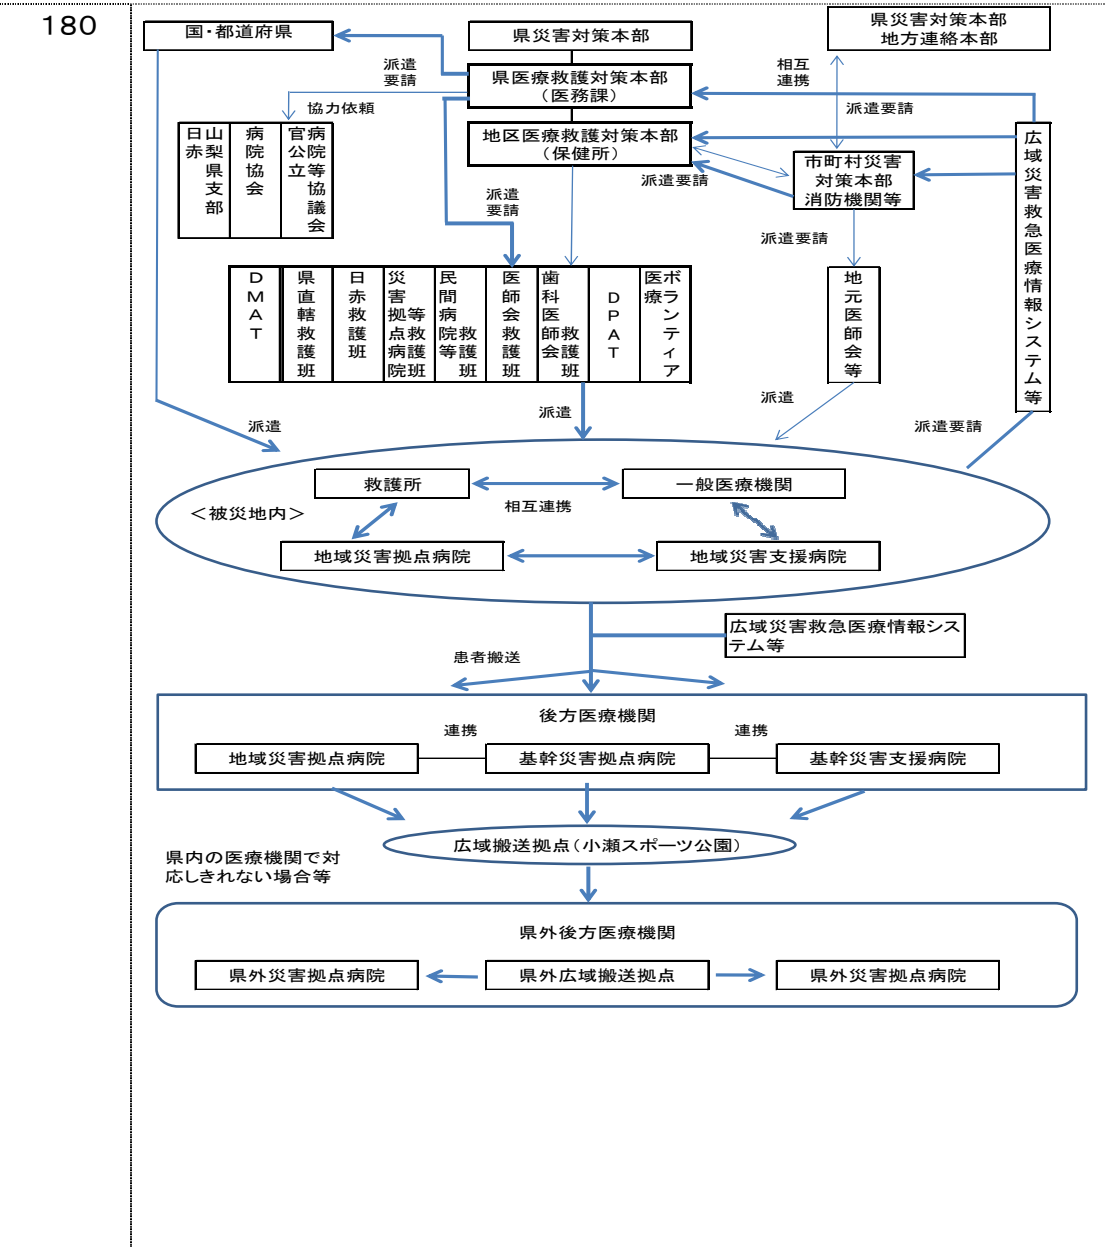 180
国・都道府県
県災害対策本部
県災害対策本部
地方連絡本部
派遣
要請
県医療救護対策本部
(医務課)
相互
連携
協力依頼
派遣要請
日赤
山梨県支部
病院協会
官公立
病院等協議会
地区医療救護対策本部
(保健所)
派遣要請
市町村災害
対策本部
消防機関等
広域災害救急医療情報システム等
派遣
要請
派遣要請
DMAT
県直轄救護班
日赤救護班
災害拠点病院
等救護班
民間病院等
救護班
医師会救護班
歯科医師会
救護班
DPAT
医療
ボランティア
地元医師会等
派遣
派遣
派遣
派遣要請
救護所
一般医療機関
相互連携
<被災地内>
地域災害拠点病院
地域災害支援病院
広域災害救急医療情報シス
テム等
患者搬送
後方医療機関
連携
連携
地域災害拠点病院
基幹災害拠点病院
基幹災害支援病院
広域搬送拠点(小瀬スポーツ公園)
県内の医療機関で対
応しきれない場合等
県外後方医療機関
県外災害拠点病院
県外広域搬送拠点
県外災害拠点病院